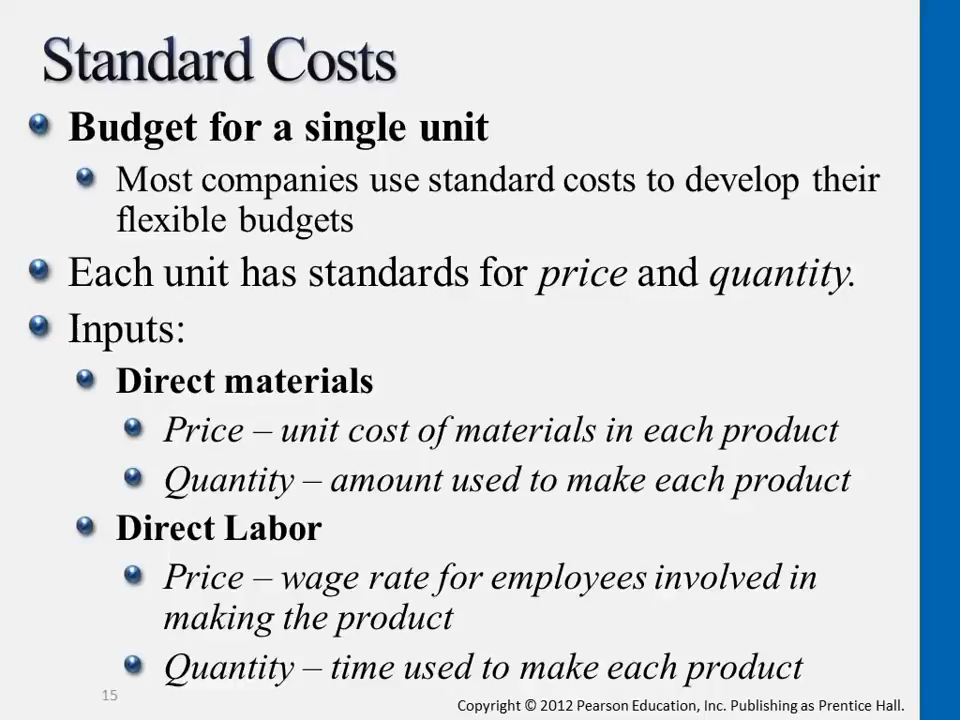 Standard Costs
Budget for a single unit
Most companies use standard costs to develop their
flexible budgets
Each unit has standards for price and quantity.
Inputs:
Direct materials
Price – unit cost of materials in each product
Quantity – amount used to make each product
Direct Labor
Price – wage rate for employees involved in
making the product
Quantity – time used to make each product
15
Copyright © 2012 Pearson Education, Inc. Publishing as Prentice Hall.